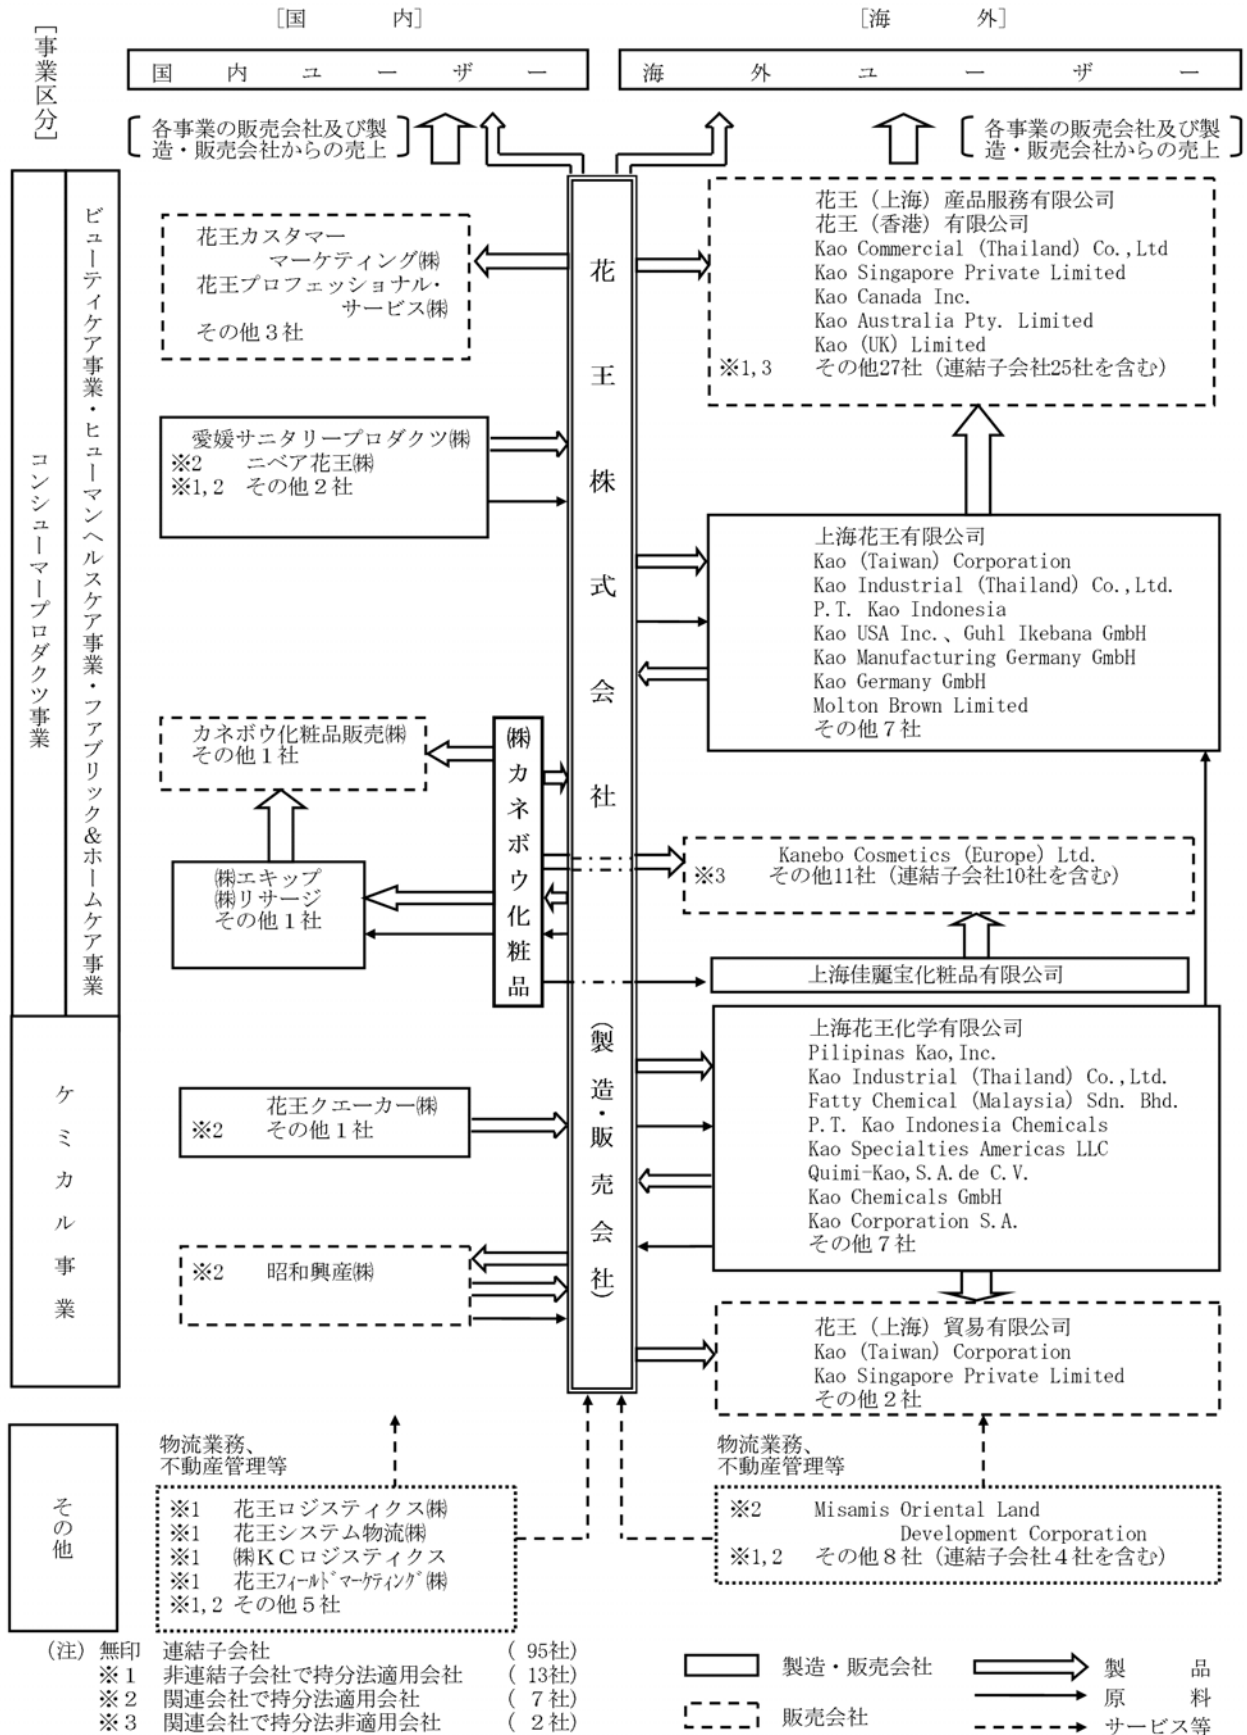 [国　　　内]
[海　　　外]
[事業区分]
国　内　ユ　ー　ザ　ー
海　外　ユ　ー　ザ　ー
各事業の販売会社及び製
造・販売会社からの売上
各事業の販売会社及び製
造・販売会社からの売上
コンシューマープロダクツ事業
ビューティケア事業・ヒューマンヘルスケア事業・ファブリック&ホームケア事業
花王カスタマー
マーケティング㈱
花王プロフェッショナル・
サービス㈱
その他３社
愛媛サニタリープロダクツ㈱
※2　ニベア花王㈱
※1,2　その他２社
カネボウ化粧品販売㈱
その他１社
㈱エキップ
㈱リサージ
その他１社
㈱カネボウ化粧品
花王株式会社（製造・販売会社）
花王（上海）産品服務有限公司
花王（香港）有限公司
Kao Commercial (Thailand) Co.,Ltd
Kao Singapore Private Limited
Kao Canada Inc.
Kao Australia Pty. Limited
Kao (UK) Limited
※1,3　その他27社（連結子会社25社を含む）
上海花王有限公司
Kao (Taiwan) Corporation
Kao Industrial (Thailand) Co.,Ltd.
P.T. Kao Indonesia
Kao USA Inc.、Guhl Ikebana GmbH
Kao Manufacturing Germany GmbH
Kao Germany GmbH
Molton Brown Limited
その他７社
Kanebo Cosmetics (Europe) Ltd.
※3　その他11社（連結子会社10社を含む）
上海佳麗宝化粧品有限公司
ケミカル事業
花王クエーカー㈱
※2　その他１社
※2　昭和興産㈱
上海花王化学有限公司
Pilipinas Kao,Inc.
Kao Industrial (Thailand) Co.,Ltd.
Fatty Chemical (Malaysia) Sdn. Bhd.
P.T. Kao Indonesia Chemicals
Kao Specialties Americas LLC
Quimi-Kao,S.A.de C.V.
Kao Chemicals GmbH
Kao Corporation S.A.
その他７社
花王（上海）貿易有限公司
Kao (Taiwan) Corporation
Kao Singapore Private Limited
その他２社
その他
物流業務、
不動産管理等
※1　花王ロジスティクス㈱
※1　花王システム物流㈱
※1　㈱ＫＣロジスティクス
※1　花王ﾌｨｰﾙﾄﾞﾏｰｹﾃｨﾝｸﾞ㈱
※1,2　その他５社
物流業務、
不動産管理等
※2　Misamis Oriental Land
Development Corporation
※1,2　その他８社（連結子会社４社を含む）
（注）無印　連結子会社　（ 95社）
※１　非連結子会社で持分法適用会社　（ 13社）
※２　関連会社で持分法適用会社　（ 7社）
※３　関連会社で持分法非適用会社　（ 2社）
製造・販売会社
販売会社
製　　品
原　　料
サービス等